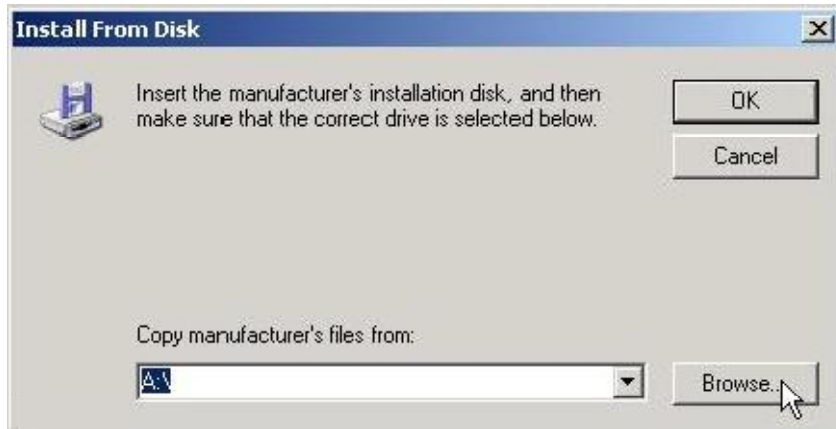 Install From Disk
Insert the manufacturer's installation disk, and then
make sure that the correct drive is selected below.
OK
Cancel
Copy manufacturer's files from:
A:\
Browse...